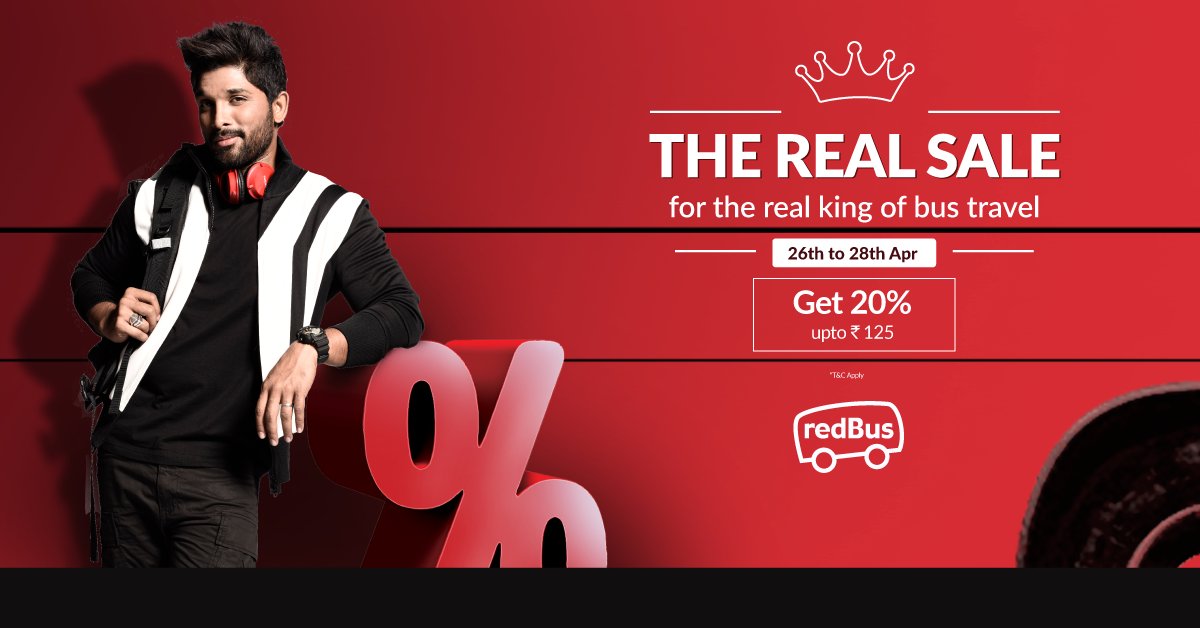 THE REAL SALE
for the real king of bus travel
26th to 28th Apr
Get 20%
upto ₹ 125
*T&C Apply
redBus
%